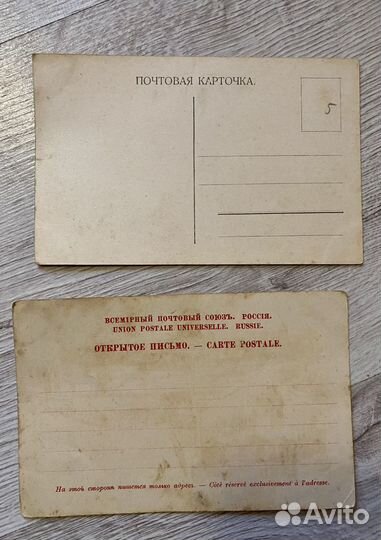 ПОЧТОВАЯ КАРТОЧКА.
5
ВСЕМІРНЫЙ ПОЧТОВЫЙ СОЮЗЪ. РОССІЯ.
UNION POSTALE UNIVERSELLE. RUSSIE.
ОТКРЫТОЕ ПИСЬМО. — CARTE POSTALE.
На этой сторонѣ пишется только адресъ. — Côté réservé exclusivement à l'adresse.
Avito